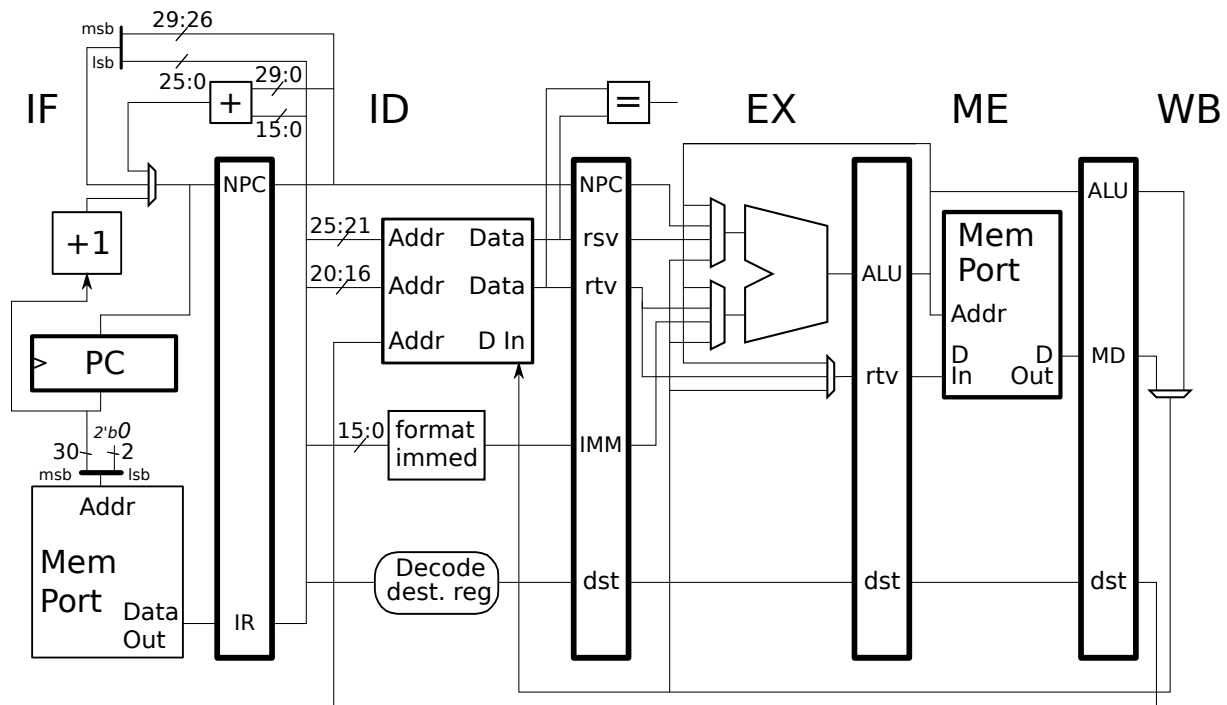 29:26
msb
lsb
25:0
29:0
+
15:0
=
IF
ID
EX
ME
WB
NPC
NPC
ALU
+1
25:21
Addr
Data
rsv
Mem
Port
20:16
Addr
Data
rtv
ALU
Addr
Addr
D In
PC
rtv
D
In
D
Out
MD
2'b0
30
2
msb
lsb
15:0
format
immed
IMM
Addr
Mem
Port
Data
Out
IR
Decode
dest. reg
dst
dst
dst